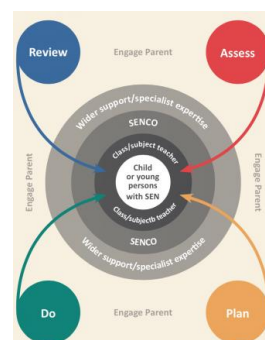 Review
Engage Parent
Assess
Wider support/specialist expertise
SENCO
Class/subject teacher
Engage Parent
Child
or young
persons
with SEN
Engage Parent
Class/subjectb teacher
SENCO
Wider support/specialist expertise
Do
Engage Parent
Plan